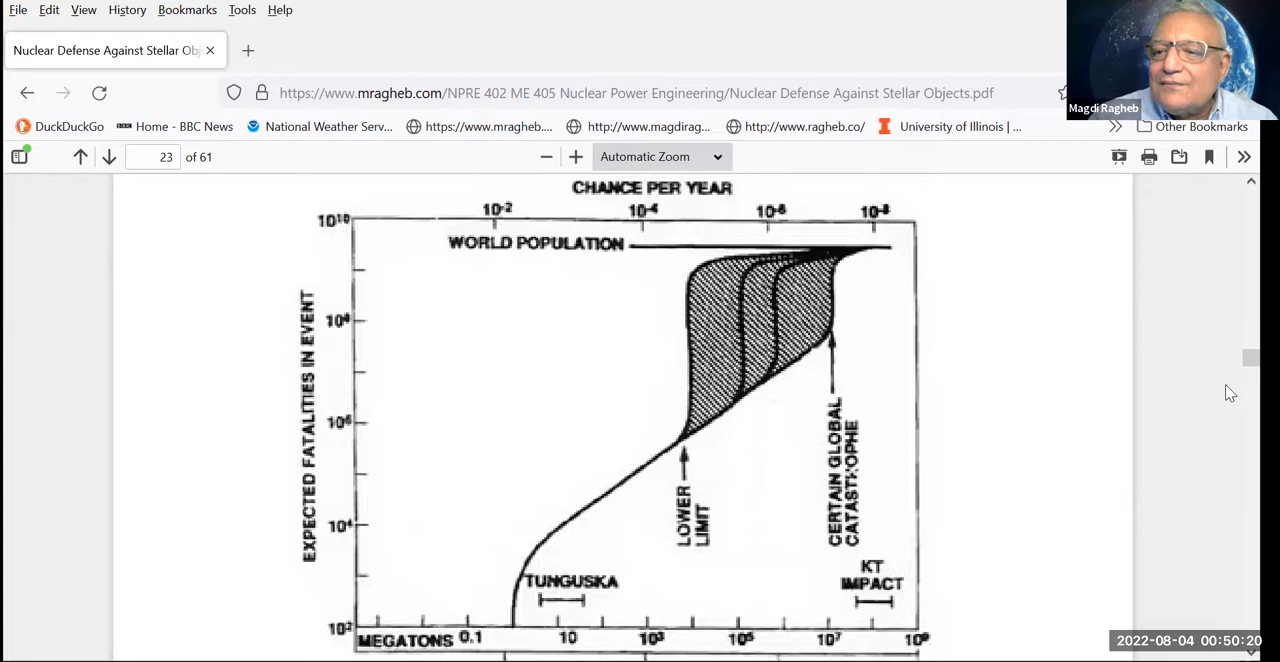 File Edit View History Bookmarks Tools Help
Nuclear Defense Against Stellar Obj
https://www.mragheb.com/NPRE 402 ME 405 Nuclear Power Engineering/Nuclear Defense Against Stellar Objects.pdf
Magdi Ragheb
DuckDuckGo BBC Home - BBC News National Weather Serv... https://www.mragheb.... http://www.magdirag... http://www.ragheb.co/ University of Illinois |... Other Bookmarks
23 of 61 Automatic Zoom
CHANCE PER YEAR
10-2 10-4 10-6 10-8
1010
WORLD POPULATION
EXPECTED FATALITIES IN EVENT
108
106
104
102
LOWER
LIMIT
CERTAIN GLOBAL
CATASTROPHE
TUNGUSKA
KT
IMPACT
MEGATONS 0.1 10 103 105 107 109
2022-08-04 00:50:20